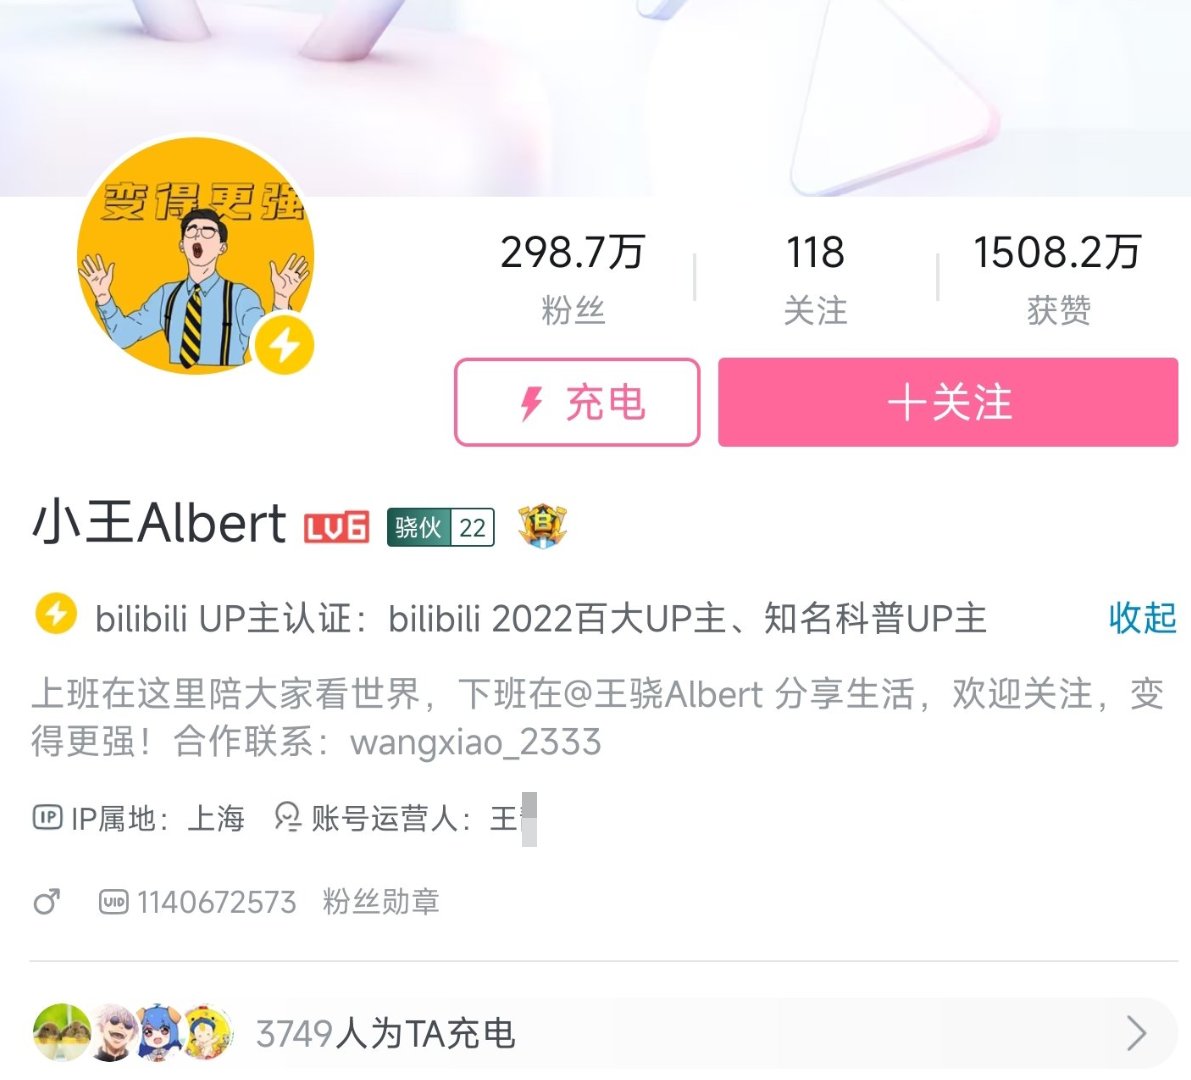 变得更强
298.7万
118
1508.2万
粉丝
关注
获赞
充电
十关注
小王Albert LV6 骁伙 22 B
bilibili UP主认证：bilibili 2022百大UP主、知名科普UP主 收起
上班在这里陪大家看世界，下班在@王骁Albert 分享生活，欢迎关注，变
得更强！合作联系：wangxiao_2333
IP IP属地：上海 账号运营人：王
UID 1140672573 粉丝勋章
3749人为TA充电